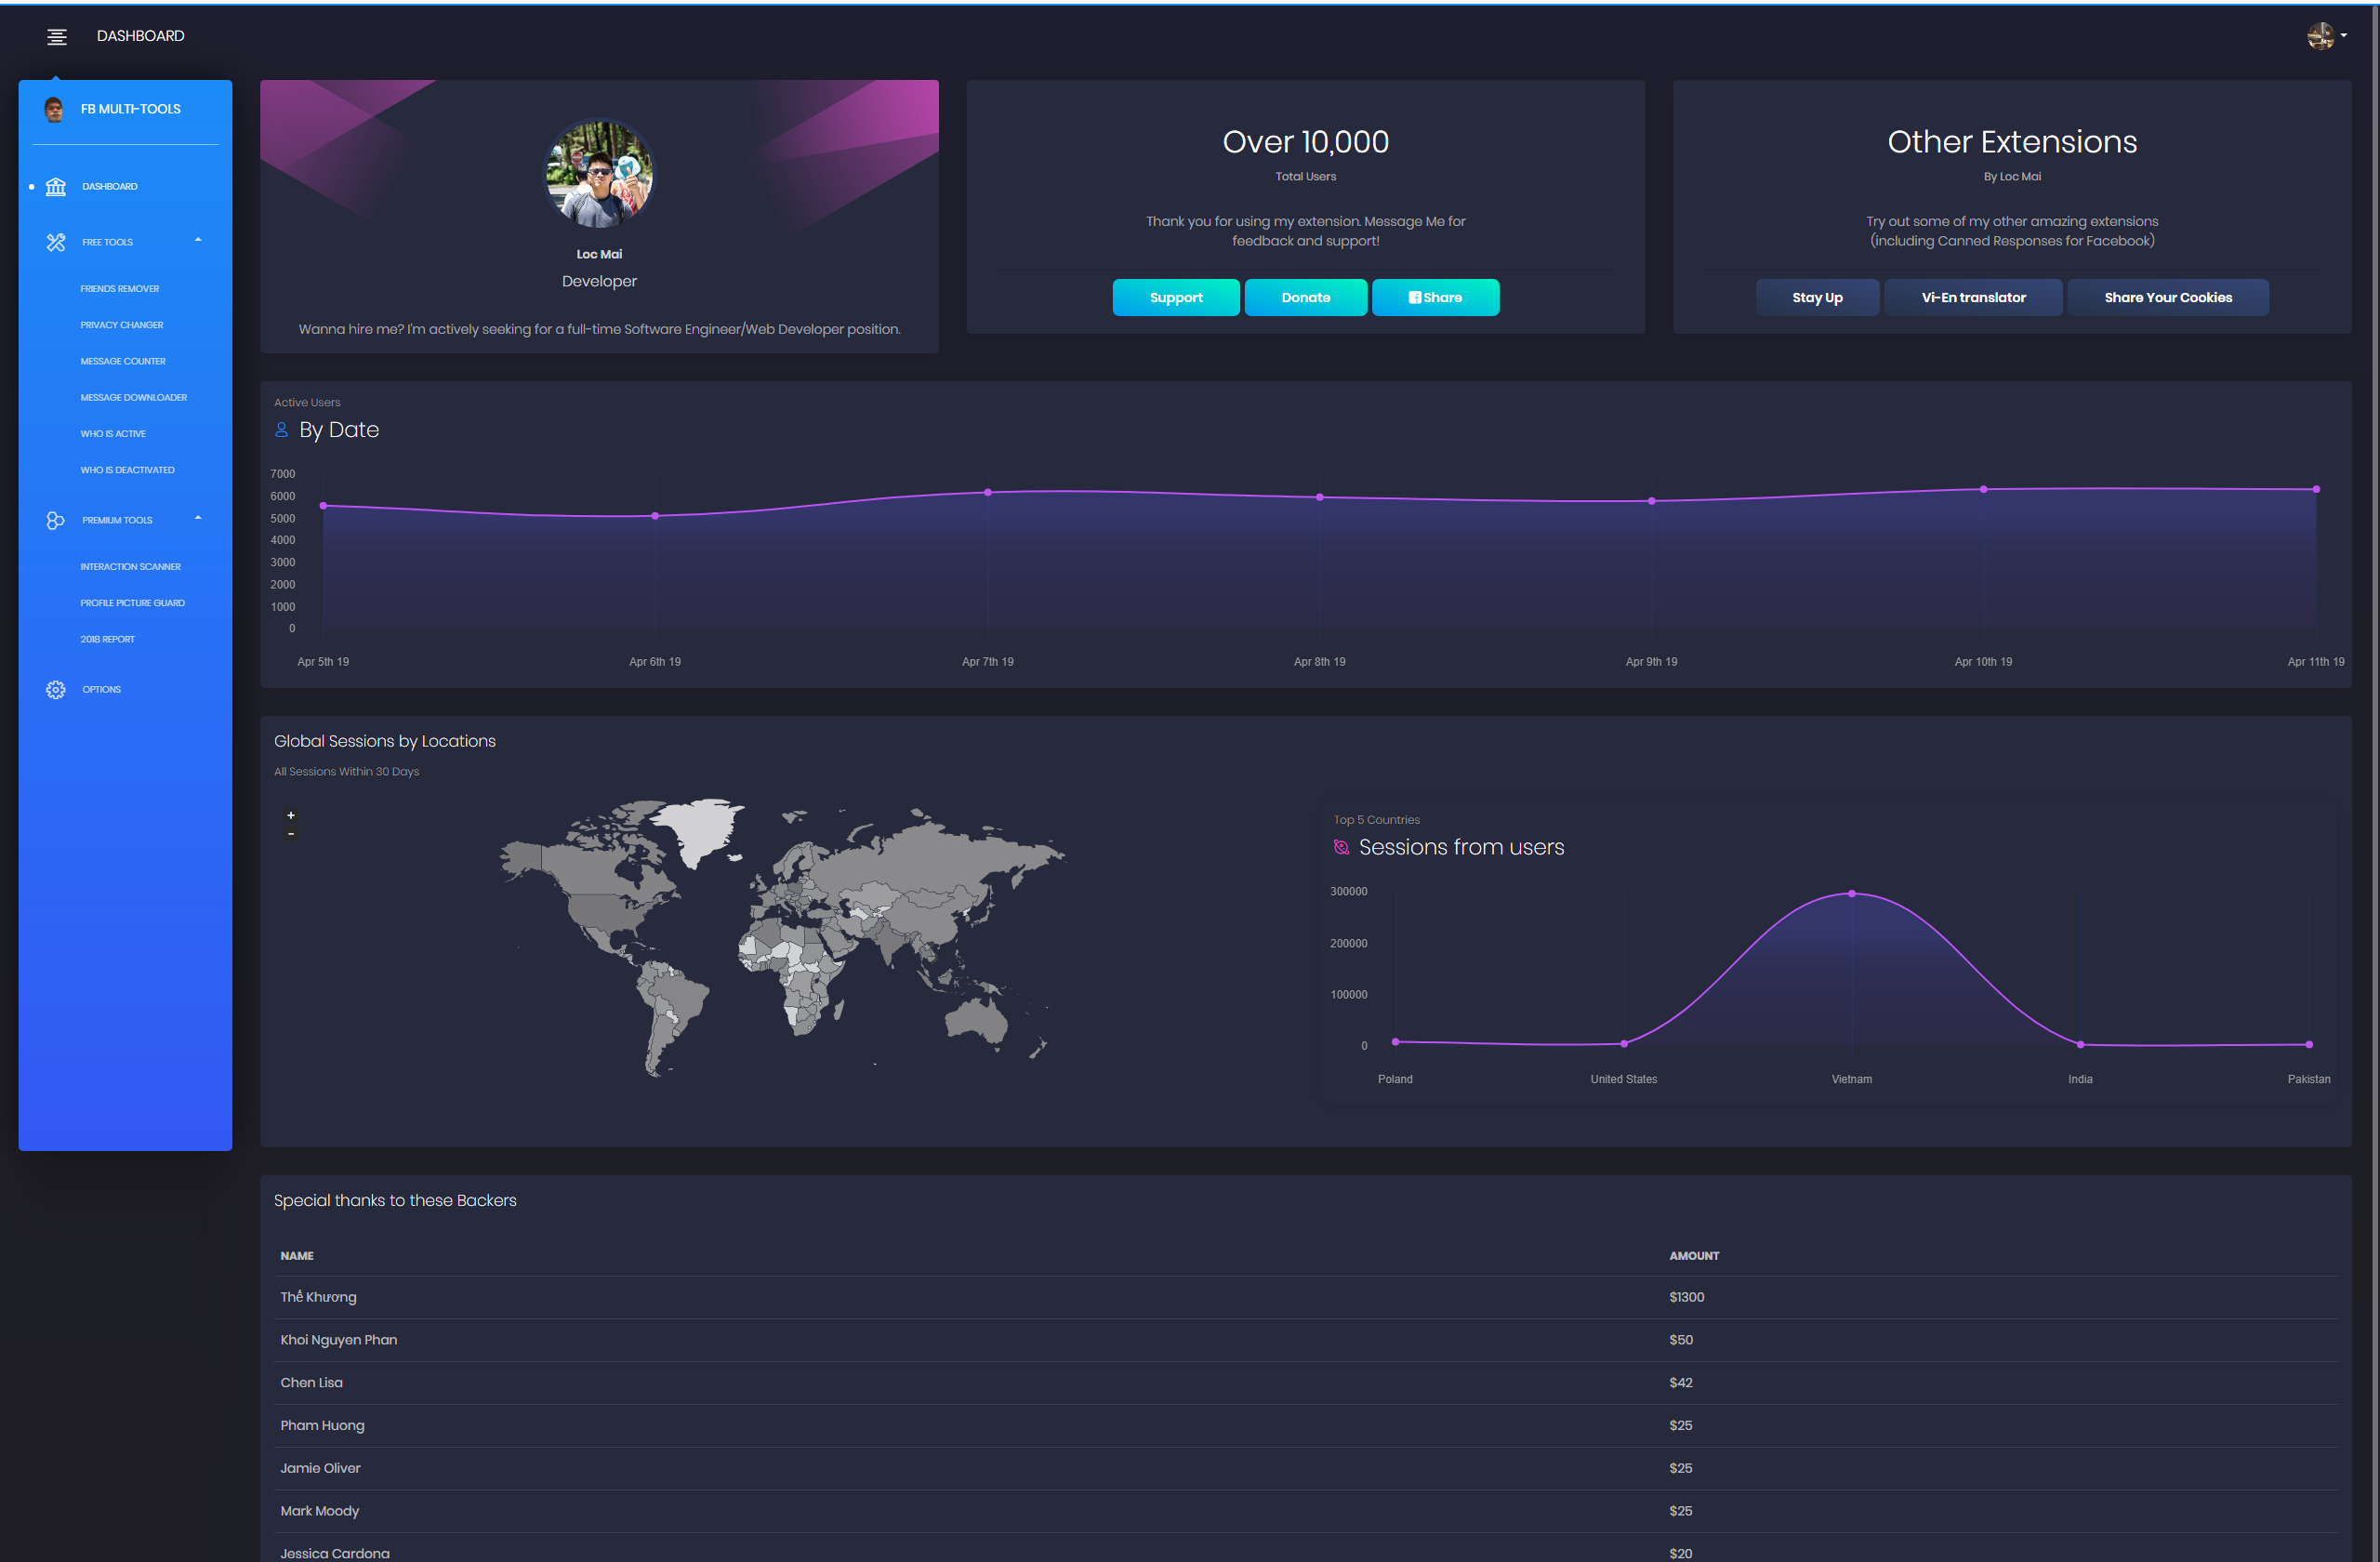 DASHBOARD
FB MULTI-TOOLS
DASHBOARD
FREE TOOLS
FRIENDS REMOVER
PRIVACY CHANGER
MESSAGE COUNTER
MESSAGE DOWNLOADER
WHO IS ACTIVE
WHO IS DEACTIVATED
PREMIUM TOOLS
INTERACTION SCANNER
PROFILE PICTURE GUARD
2018 REPORT
OPTIONS
Loc Mai
Developer
Wanna hire me? I'm actively seeking for a full-time Software Engineer/Web Developer position.
Over 10,000
Total Users
Thank you for using my extension. Message Me for
feedback and support!
Support Donate Share
Other Extensions
By Loc Mai
Try out some of my other amazing extensions
(including Canned Responses for Facebook)
Stay Up Vi-En translator Share Your Cookies
Active Users
By Date
7000
6000
5000
4000
3000
2000
1000
0
Apr 5th 19 Apr 6th 19 Apr 7th 19 Apr 8th 19 Apr 9th 19 Apr 10th 19 Apr 11th 19
Global Sessions by Locations
All Sessions Within 30 Days
+
-
Top 5 Countries
Sessions from users
300000
200000
100000
0
Poland United States Vietnam India Pakistan
Special thanks to these Backers
NAME AMOUNT
Thế Khương $1300
Khoi Nguyen Phan $50
Chen Lisa $42
Pham Huong $25
Jamie Oliver $25
Mark Moody $25
Jessica Cardona $20